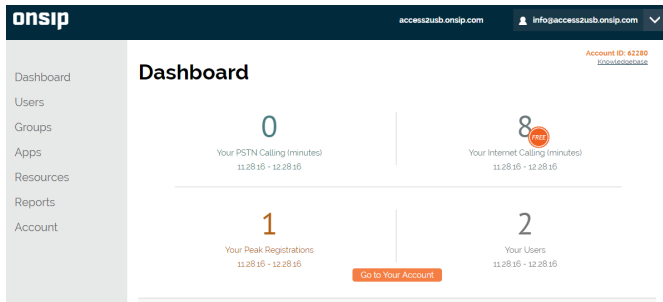 onsip
access2usb.onsip.com
info@access2usb.onsip.com
Account ID: 62280
Knowledgebase
Dashboard
Users
Groups
Apps
Resources
Reports
Account
Dashboard
0
Your PSTN Calling (minutes)
11.28.16 - 12.28.16
8
FREE
Your Internet Calling (minutes)
11.28.16 - 12.28.16
1
Your Peak Registrations
11.28.16 - 12.28.16
2
Your Users
11.28.16 - 12.28.16
Go to Your Account